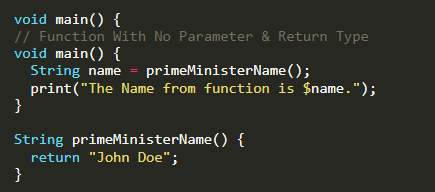 void main() {
// Function With No Parameter & Return Type
void main() {
  String name = primeMinisterName();
  print("The Name from function is $name.");
}

String primeMinisterName() {
  return "John Doe";
}